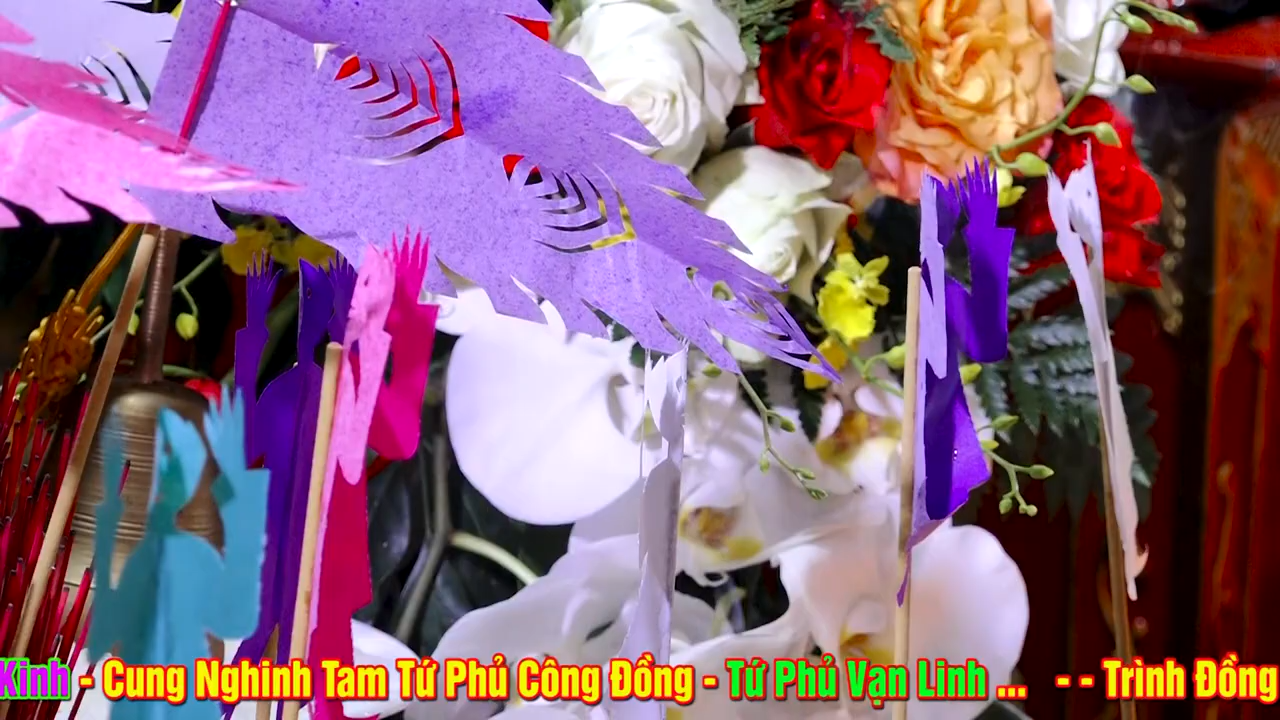 Kinh - Cung Nghinh Tam Tứ Phủ Công Đồng - Tứ Phủ Vạn Linh ... - - Trình Đồng